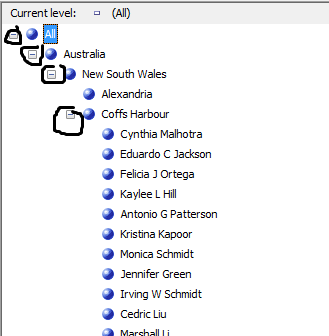 Current level: (All)
All
Australia
New South Wales
Alexandria
Coffs Harbour
Cynthia Malhotra
Eduardo C Jackson
Felicia J Ortega
Kaylee L Hill
Antonio G Patterson
Kristina Kapoor
Monica Schmidt
Jennifer Green
Irving W Schmidt
Cedric Liu
Marshall Li